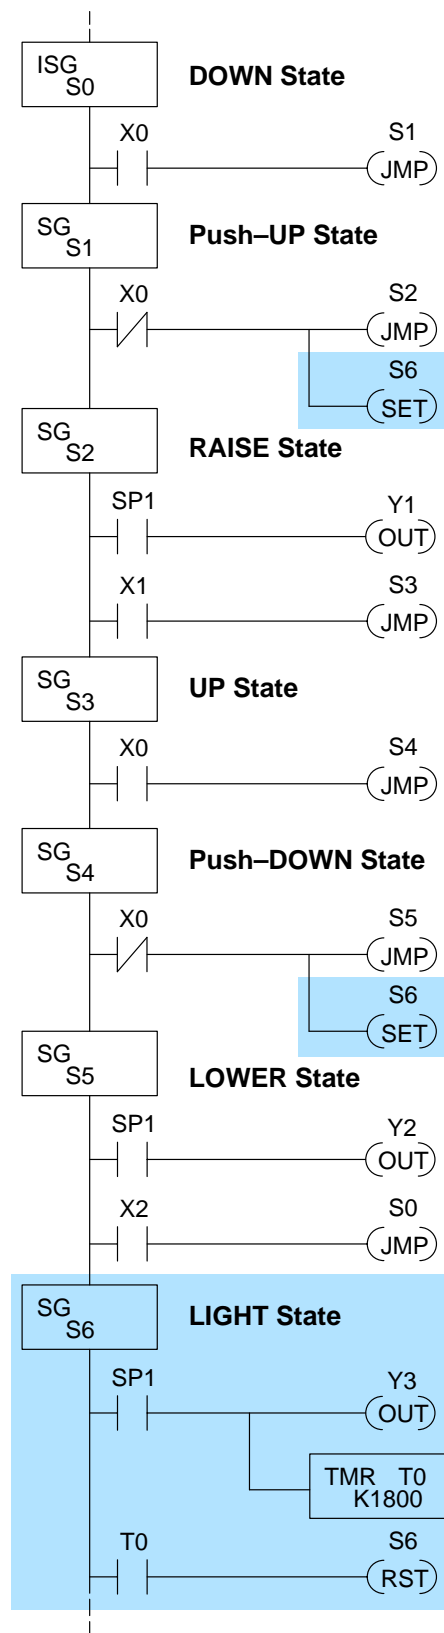 ISG
S0
DOWN State
X0
S1
JMP
SG
S1
Push–UP State
X0
S2
JMP
S6
SET
SG
S2
RAISE State
SP1
Y1
OUT
X1
S3
JMP
SG
S3
UP State
X0
S4
JMP
SG
S4
Push–DOWN State
X0
S5
JMP
S6
SET
SG
S5
LOWER State
SP1
Y2
OUT
X2
S0
JMP
SG
S6
LIGHT State
SP1
Y3
OUT
TMR T0
K1800
T0
S6
RST